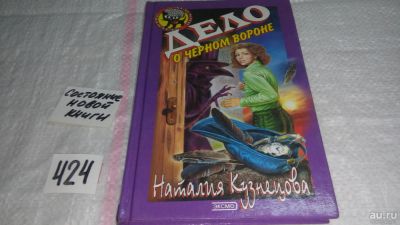 ДЕЛО
О ЧЕРНОМ ВОРОНЕ
Состояние
новой
книги
424
Наталия Кузнецова
ЭКСМО
au.ru